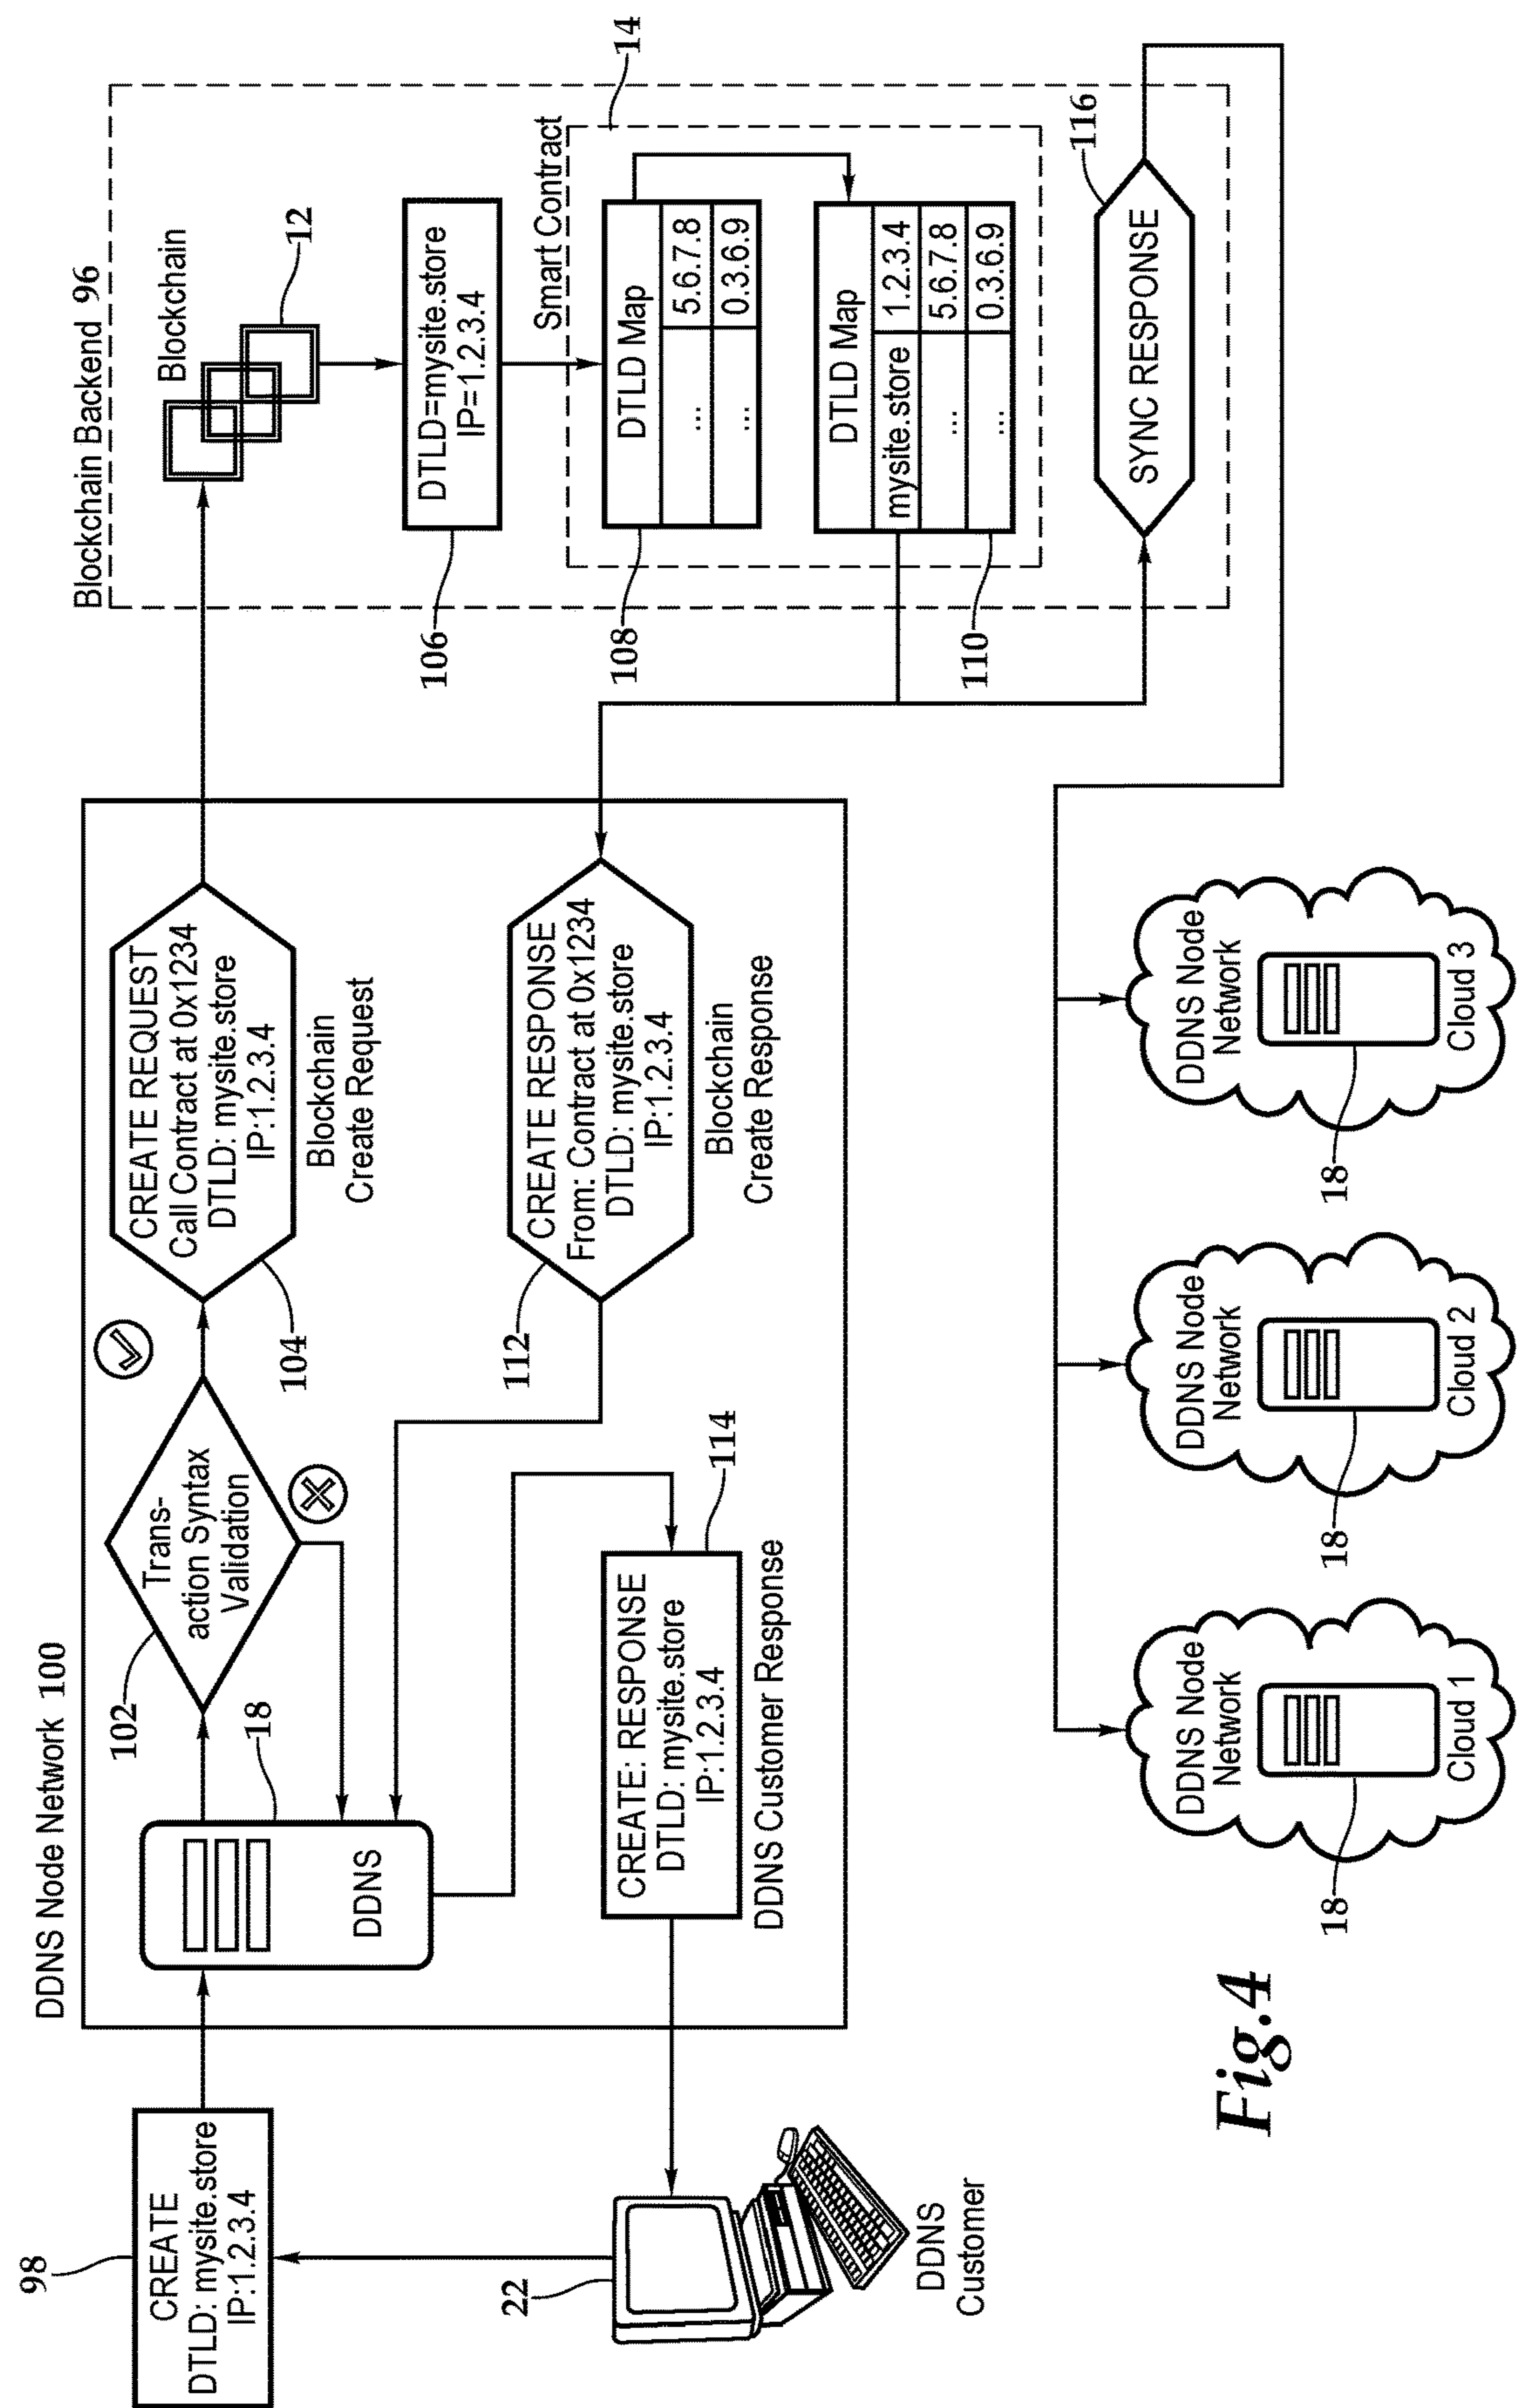 DDNS Node Network 100
Blockchain Backend 96
98
CREATE
DTLD: mysite.store
IP:1.2.3.4
22
DDNS
Customer
18
DDNS
102
Trans-
action Syntax
Validation
104
CREATE REQUEST
Call Contract at 0x1234
DTLD: mysite.store
IP:1.2.3.4
Blockchain
Create Request
112
CREATE RESPONSE
From: Contract at 0x1234
DTLD: mysite.store
IP:1.2.3.4
Blockchain
Create Response
114
CREATE: RESPONSE
DTLD: mysite.store
IP:1.2.3.4
DDNS Customer Response
Blockchain
12
106
DTLD=mysite.store
IP=1.2.3.4
Smart Contract
14
108
DTLD Map
... 5.6.7.8
... 0.3.6.9
110
DTLD Map
mysite.store 1.2.3.4
... 5.6.7.8
... 0.3.6.9
116
SYNC RESPONSE
DDNS Node
Network
18
Cloud 1
DDNS Node
Network
18
Cloud 2
DDNS Node
Network
18
Cloud 3
Fig.4